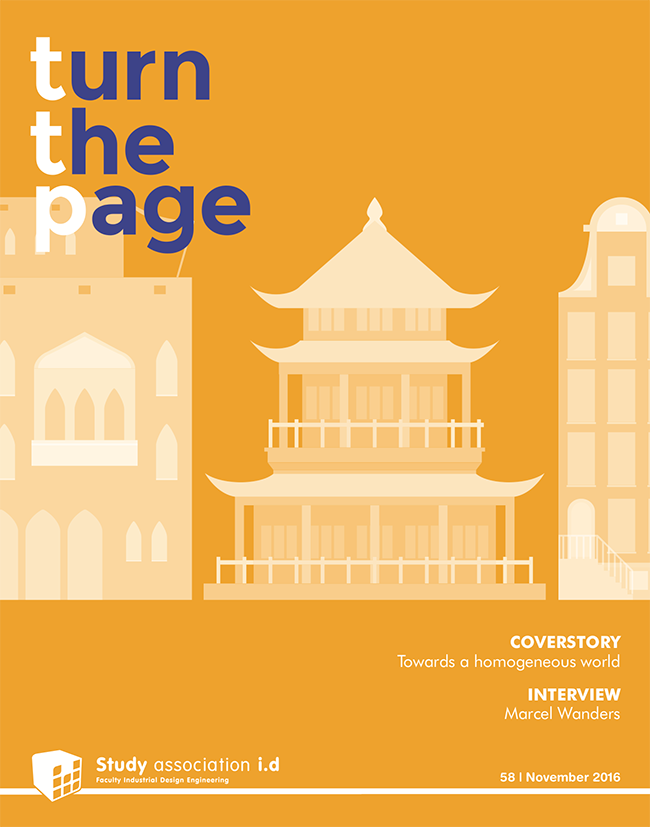 turn
the
page
COVERSTORY
Towards a homogeneous world
INTERVIEW
Marcel Wanders
Study association i.d
Faculty Industrial Design Engineering
58 | November 2016